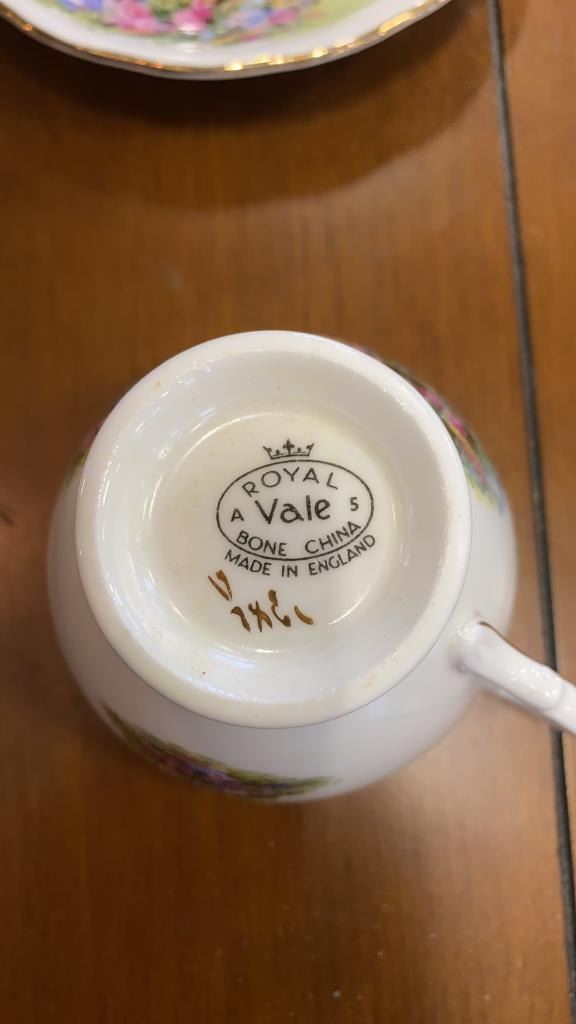 ROYAL
A Vale 5
BONE CHINA
MADE IN ENGLAND